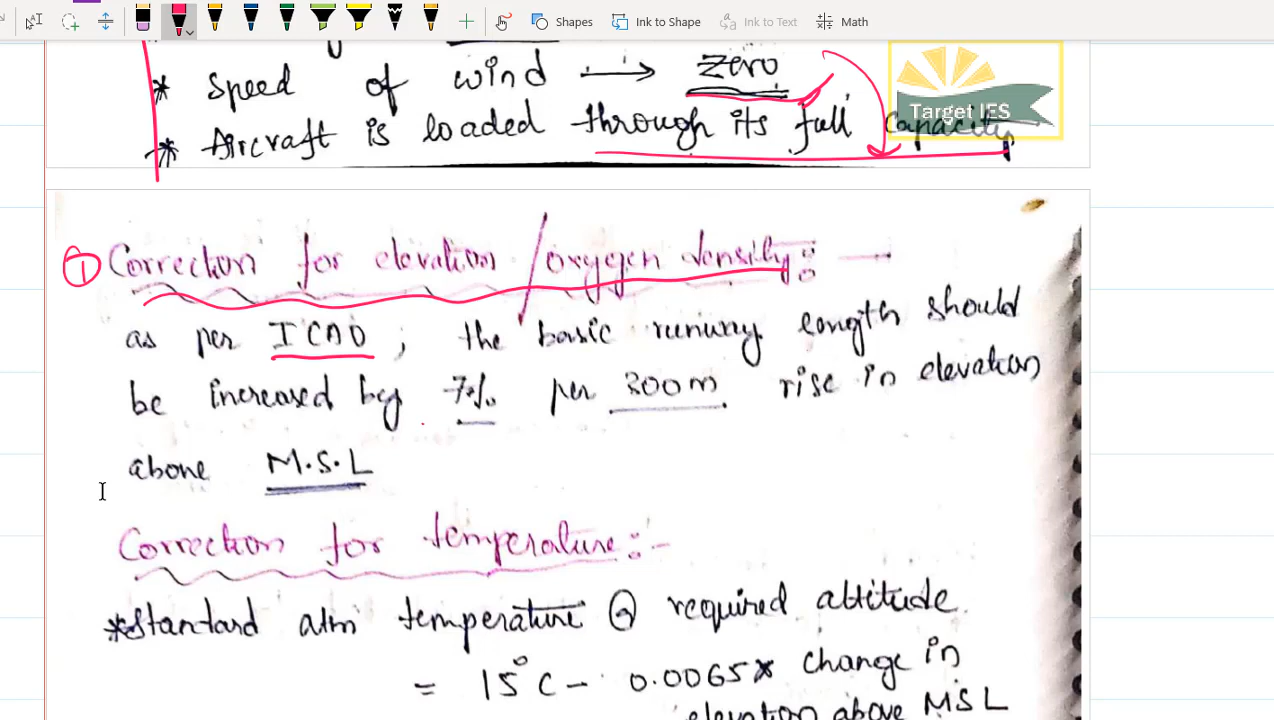 Shapes
Ink to Shape
Ink to Text
Math
* Speed of wind → zero
Target IES
* Aircraft is loaded through its full capacity
① Correction for elevation / oxygen density :-
as per ICAO ; the basic runway length should
be increased by 7% per 300m rise in elevation
above M.S.L
Correction for temperature :-
*Standard atm temperature @ required altitude
= 15°C - 0.0065 * change in
elevation above MSL